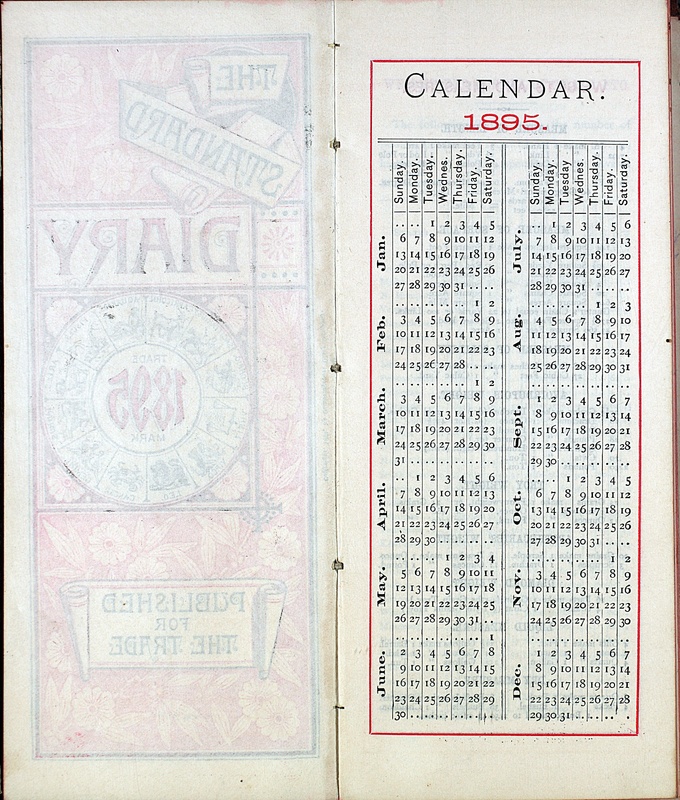 THE
STANDARD
DIARY
TRADE
1895
MARK
PUBLISHED
FOR
THE TRADE
CALENDAR.
1895.
Sunday. Monday. Tuesday. Wednes. Thursday. Friday. Saturday.
Jan.
.. .. 1 2 3 4 5
6 7 8 9 10 11 12
13 14 15 16 17 18 19
20 21 22 23 24 25 26
27 28 29 30 31 .. ..
Feb.
.. .. .. .. .. 1 2
3 4 5 6 7 8 9
10 11 12 13 14 15 16
17 18 19 20 21 22 23
24 25 26 27 28 .. ..
March.
.. .. .. .. .. 1 2
3 4 5 6 7 8 9
10 11 12 13 14 15 16
17 18 19 20 21 22 23
24 25 26 27 28 29 30
31 .. .. .. .. .. ..
April.
.. 1 2 3 4 5 6
7 8 9 10 11 12 13
14 15 16 17 18 19 20
21 22 23 24 25 26 27
28 29 30 .. .. .. ..
May.
.. .. .. 1 2 3 4
5 6 7 8 9 10 11
12 13 14 15 16 17 18
19 20 21 22 23 24 25
26 27 28 29 30 31 ..
June.
.. .. .. .. .. .. 1
2 3 4 5 6 7 8
9 10 11 12 13 14 15
16 17 18 19 20 21 22
23 24 25 26 27 28 29
30 .. .. .. .. .. ..
Sunday. Monday. Tuesday Wednes. Thursday. Friday. Saturday.
July.
.. 1 2 3 4 5 6
7 8 9 10 11 12 13
14 15 16 17 18 19 20
21 22 23 24 25 26 27
28 29 30 31 .. .. ..
Aug.
.. .. .. .. 1 2 3
4 5 6 7 8 9 10
11 12 13 14 15 16 17
18 19 20 21 22 23 24
25 26 27 28 29 30 31
Sept.
.. .. .. .. .. .. ..
1 2 3 4 5 6 7
8 9 10 11 12 13 14
15 16 17 18 19 20 21
22 23 24 25 26 27 28
29 30 .. .. .. .. ..
Oct.
.. .. 1 2 3 4 5
6 7 8 9 10 11 12
13 14 15 16 17 18 19
20 21 22 23 24 25 26
27 28 29 30 31 .. ..
Nov.
.. .. .. .. .. 1 2
3 4 5 6 7 8 9
10 11 12 13 14 15 16
17 18 19 20 21 22 23
24 25 26 27 28 29 30
Dec.
.. .. .. .. .. .. ..
1 2 3 4 5 6 7
8 9 10 11 12 13 14
15 16 17 18 19 20 21
22 23 24 25 26 27 28
29 30 31 .. .. .. ..